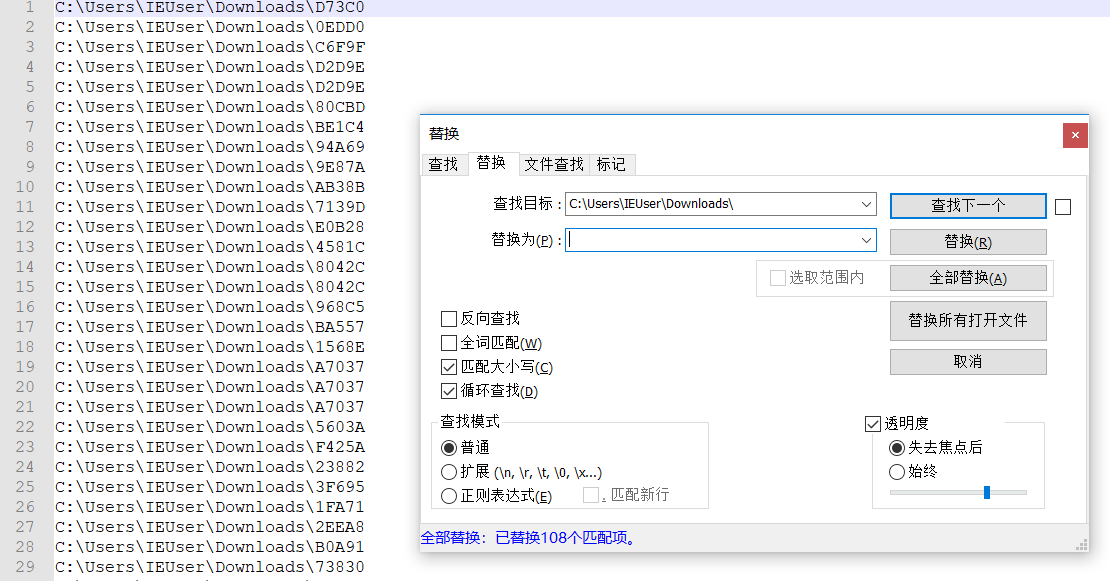 1 C:\Users\IEUser\Downloads\D73C0
2 C:\Users\IEUser\Downloads\0EDD0
3 C:\Users\IEUser\Downloads\C6F9F
4 C:\Users\IEUser\Downloads\D2D9E
5 C:\Users\IEUser\Downloads\D2D9E
6 C:\Users\IEUser\Downloads\80CBD
7 C:\Users\IEUser\Downloads\BE1C4
8 C:\Users\IEUser\Downloads\94A69
9 C:\Users\IEUser\Downloads\9E87A
10 C:\Users\IEUser\Downloads\AB38B
11 C:\Users\IEUser\Downloads\7139D
12 C:\Users\IEUser\Downloads\E0B28
13 C:\Users\IEUser\Downloads\4581C
14 C:\Users\IEUser\Downloads\8042C
15 C:\Users\IEUser\Downloads\8042C
16 C:\Users\IEUser\Downloads\968C5
17 C:\Users\IEUser\Downloads\BA557
18 C:\Users\IEUser\Downloads\1568E
19 C:\Users\IEUser\Downloads\A7037
20 C:\Users\IEUser\Downloads\A7037
21 C:\Users\IEUser\Downloads\A7037
22 C:\Users\IEUser\Downloads\5603A
23 C:\Users\IEUser\Downloads\F425A
24 C:\Users\IEUser\Downloads\23882
25 C:\Users\IEUser\Downloads\3F695
26 C:\Users\IEUser\Downloads\1FA71
27 C:\Users\IEUser\Downloads\2EEA8
28 C:\Users\IEUser\Downloads\B0A91
29 C:\Users\IEUser\Downloads\73830
替换
查找 替换 文件查找 标记
查找目标 : C:\Users\IEUser\Downloads\ 查找下一个
替换为(P) : 替换(R)
选取范围内 全部替换(A)
替换所有打开文件
取消
反向查找
全词匹配(W)
匹配大小写(C)
循环查找(D)
查找模式
普通
扩展 (\n, \r, \t, \0, \x...)
正则表达式(E) . 匹配新行
透明度
失去焦点后
始终
全部替换：已替换108个匹配项。